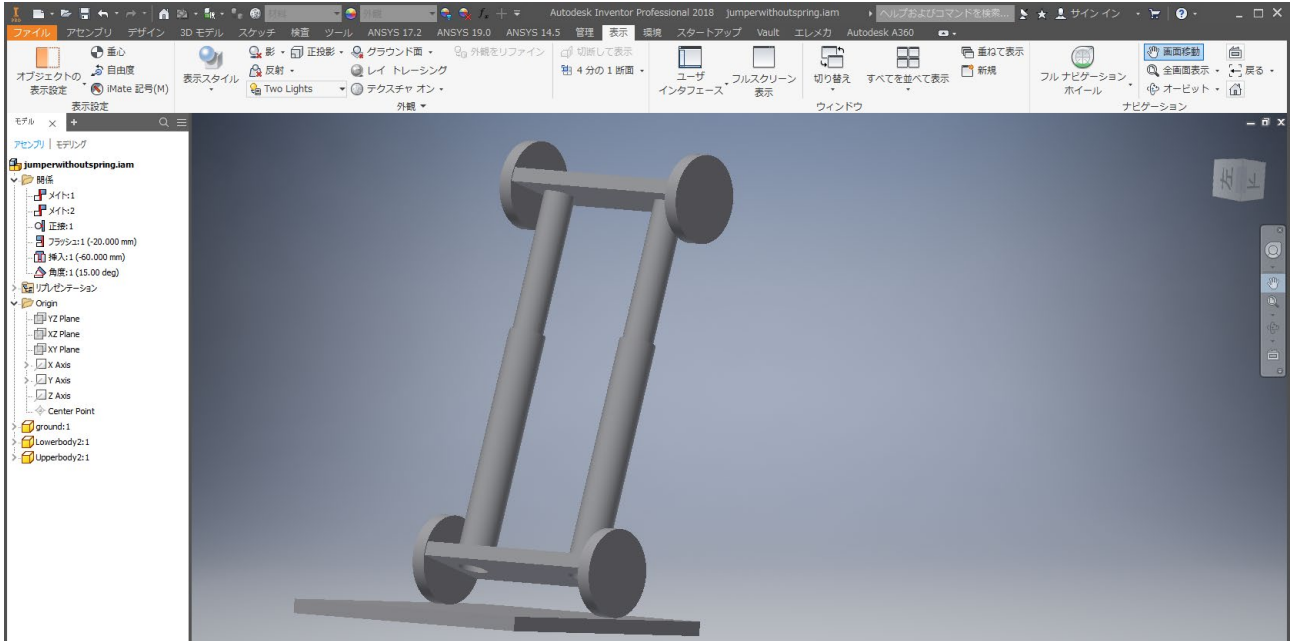 I PRO
材料
外観
Autodesk Inventor Professional 2018 jumperwithoutspring.iam
ヘルプおよびコマンドを検索...
サイン イン
ファイル アセンブリ デザイン 3D モデル スケッチ 検査 ツール ANSYS 17.2 ANSYS 19.0 ANSYS 14.5 管理 表示 環境 スタートアップ Vault エレメカ Autodesk A360
オブジェクトの
表示設定
重心
自由度
iMate 記号(M)
表示設定
表示スタイル
影
正投影
グラウンド面
外観をリファイン
反射
レイ トレーシング
Two Lights
テクスチャ オン
外観
切断して表示
4 分の 1 断面
ユーザ
インタフェース
フルスクリーン
表示
切り替え
すべてを並べて表示
重ねて表示
新規
ウィンドウ
フル ナビゲーション
ホイール
画面移動
全画面表示
オービット
戻る
ナビゲーション
モデル
アセンブリ | モデリング
jumperwithoutspring.iam
関係
メイト:1
メイト:2
正接:1
フラッシュ:1 (-20.000 mm)
挿入:1 (-60.000 mm)
角度:1 (15.00 deg)
リプレゼンテーション
Origin
YZ Plane
XZ Plane
XY Plane
X Axis
Y Axis
Z Axis
Center Point
ground:1
Lowerbody2:1
Upperbody2:1